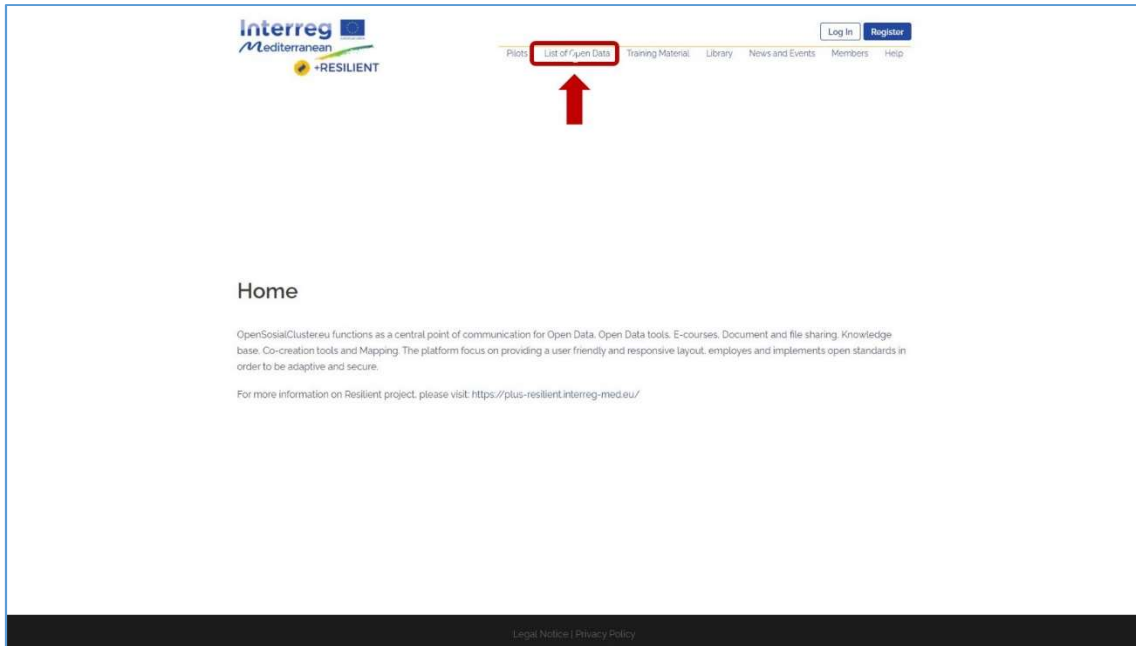 Interreg
Mediterranean
+RESILIENT
Log In Register
Pilots List of Open Data Training Material Library News and Events Members Help
Home
OpenSosialCluster.eu functions as a central point of communication for Open Data, Open Data tools, E-courses, Document and file sharing, Knowledge
base, Co-creation tools and Mapping. The platform focus on providing a user friendly and responsive layout, employes and implements open standards in
order to be adaptive and secure.
For more information on Resilient project, please visit: https://plus-resilient.interreg-med.eu/
Legal Notice | Privacy Policy